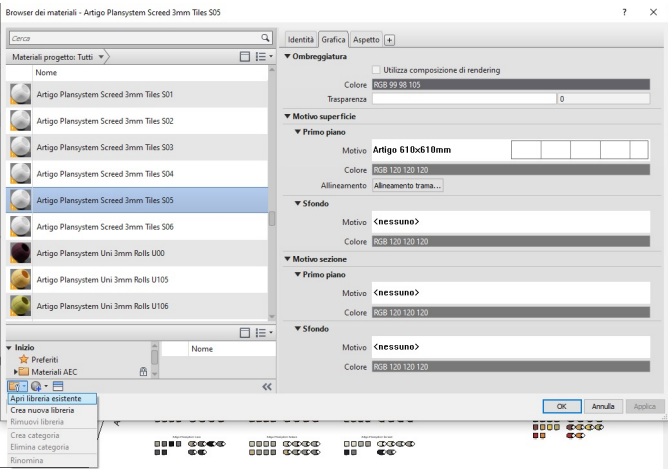 Browser dei materiali - Artigo Plansystem Screed 3mm Tiles S05
?
Cerca
Materiali progetto: Tutti
Nome
Artigo Plansystem Screed 3mm Tiles S01
Artigo Plansystem Screed 3mm Tiles S02
Artigo Plansystem Screed 3mm Tiles S03
Artigo Plansystem Screed 3mm Tiles S04
Artigo Plansystem Screed 3mm Tiles S05
Artigo Plansystem Screed 3mm Tiles S06
Artigo Plansystem Uni 3mm Rolls U00
Artigo Plansystem Uni 3mm Rolls U105
Artigo Plansystem Uni 3mm Rolls U106
Inizio
Preferiti
Materiali AEC
Nome
Apri libreria esistente
Crea nuova libreria
Rimuovi libreria
Crea categoria
Elimina categoria
Rinomina
Identità Grafica Aspetto +
Ombreggiatura
Utilizza composizione di rendering
Colore RGB 99 98 105
Trasparenza 0
Motivo superficie
Primo piano
Motivo Artigo 610x610mm
Colore RGB 120 120 120
Allineamento Allineamento trama...
Sfondo
Motivo <nessuno>
Colore RGB 120 120 120
Motivo sezione
Primo piano
Motivo <nessuno>
Colore RGB 120 120 120
Sfondo
Motivo <nessuno>
Colore RGB 120 120 120
OK Annulla Applica